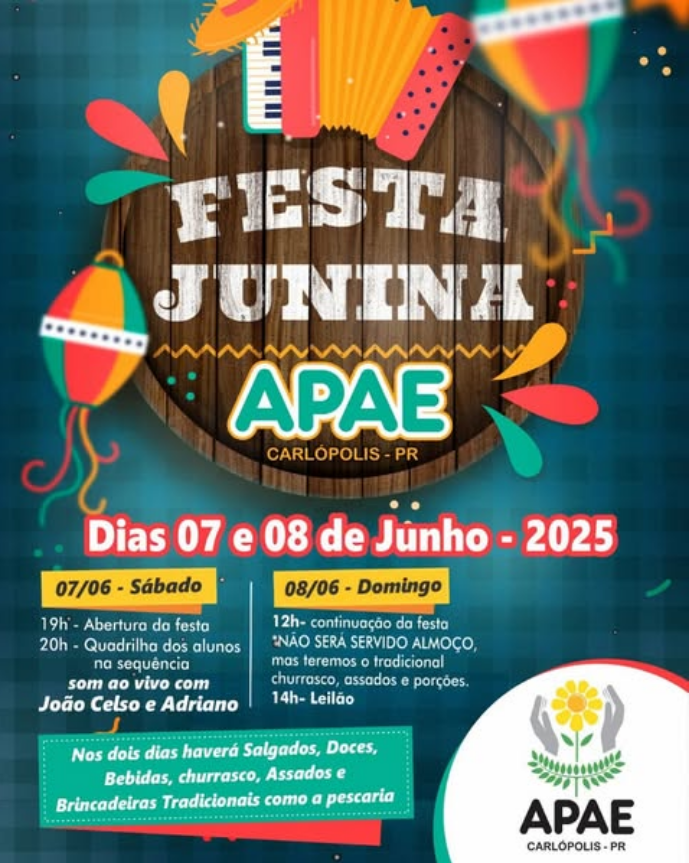 FESTA
JUNINA
APAE
CARLÓPOLIS - PR
Dias 07 e 08 de Junho - 2025
07/06 - Sábado
19h - Abertura da festa
20h - Quadrilha dos alunos
na sequência
som ao vivo com
João Celso e Adriano
08/06 - Domingo
12h- continuação da festa
*NÃO SERÁ SERVIDO ALMOÇO,
mas teremos o tradicional
churrasco, assados e porções.
14h- Leilão
Nos dois dias haverá Salgados, Doces,
Bebidas, churrasco, Assados e
Brincadeiras Tradicionais como a pescaria
APAE
CARLÓPOLIS - PR